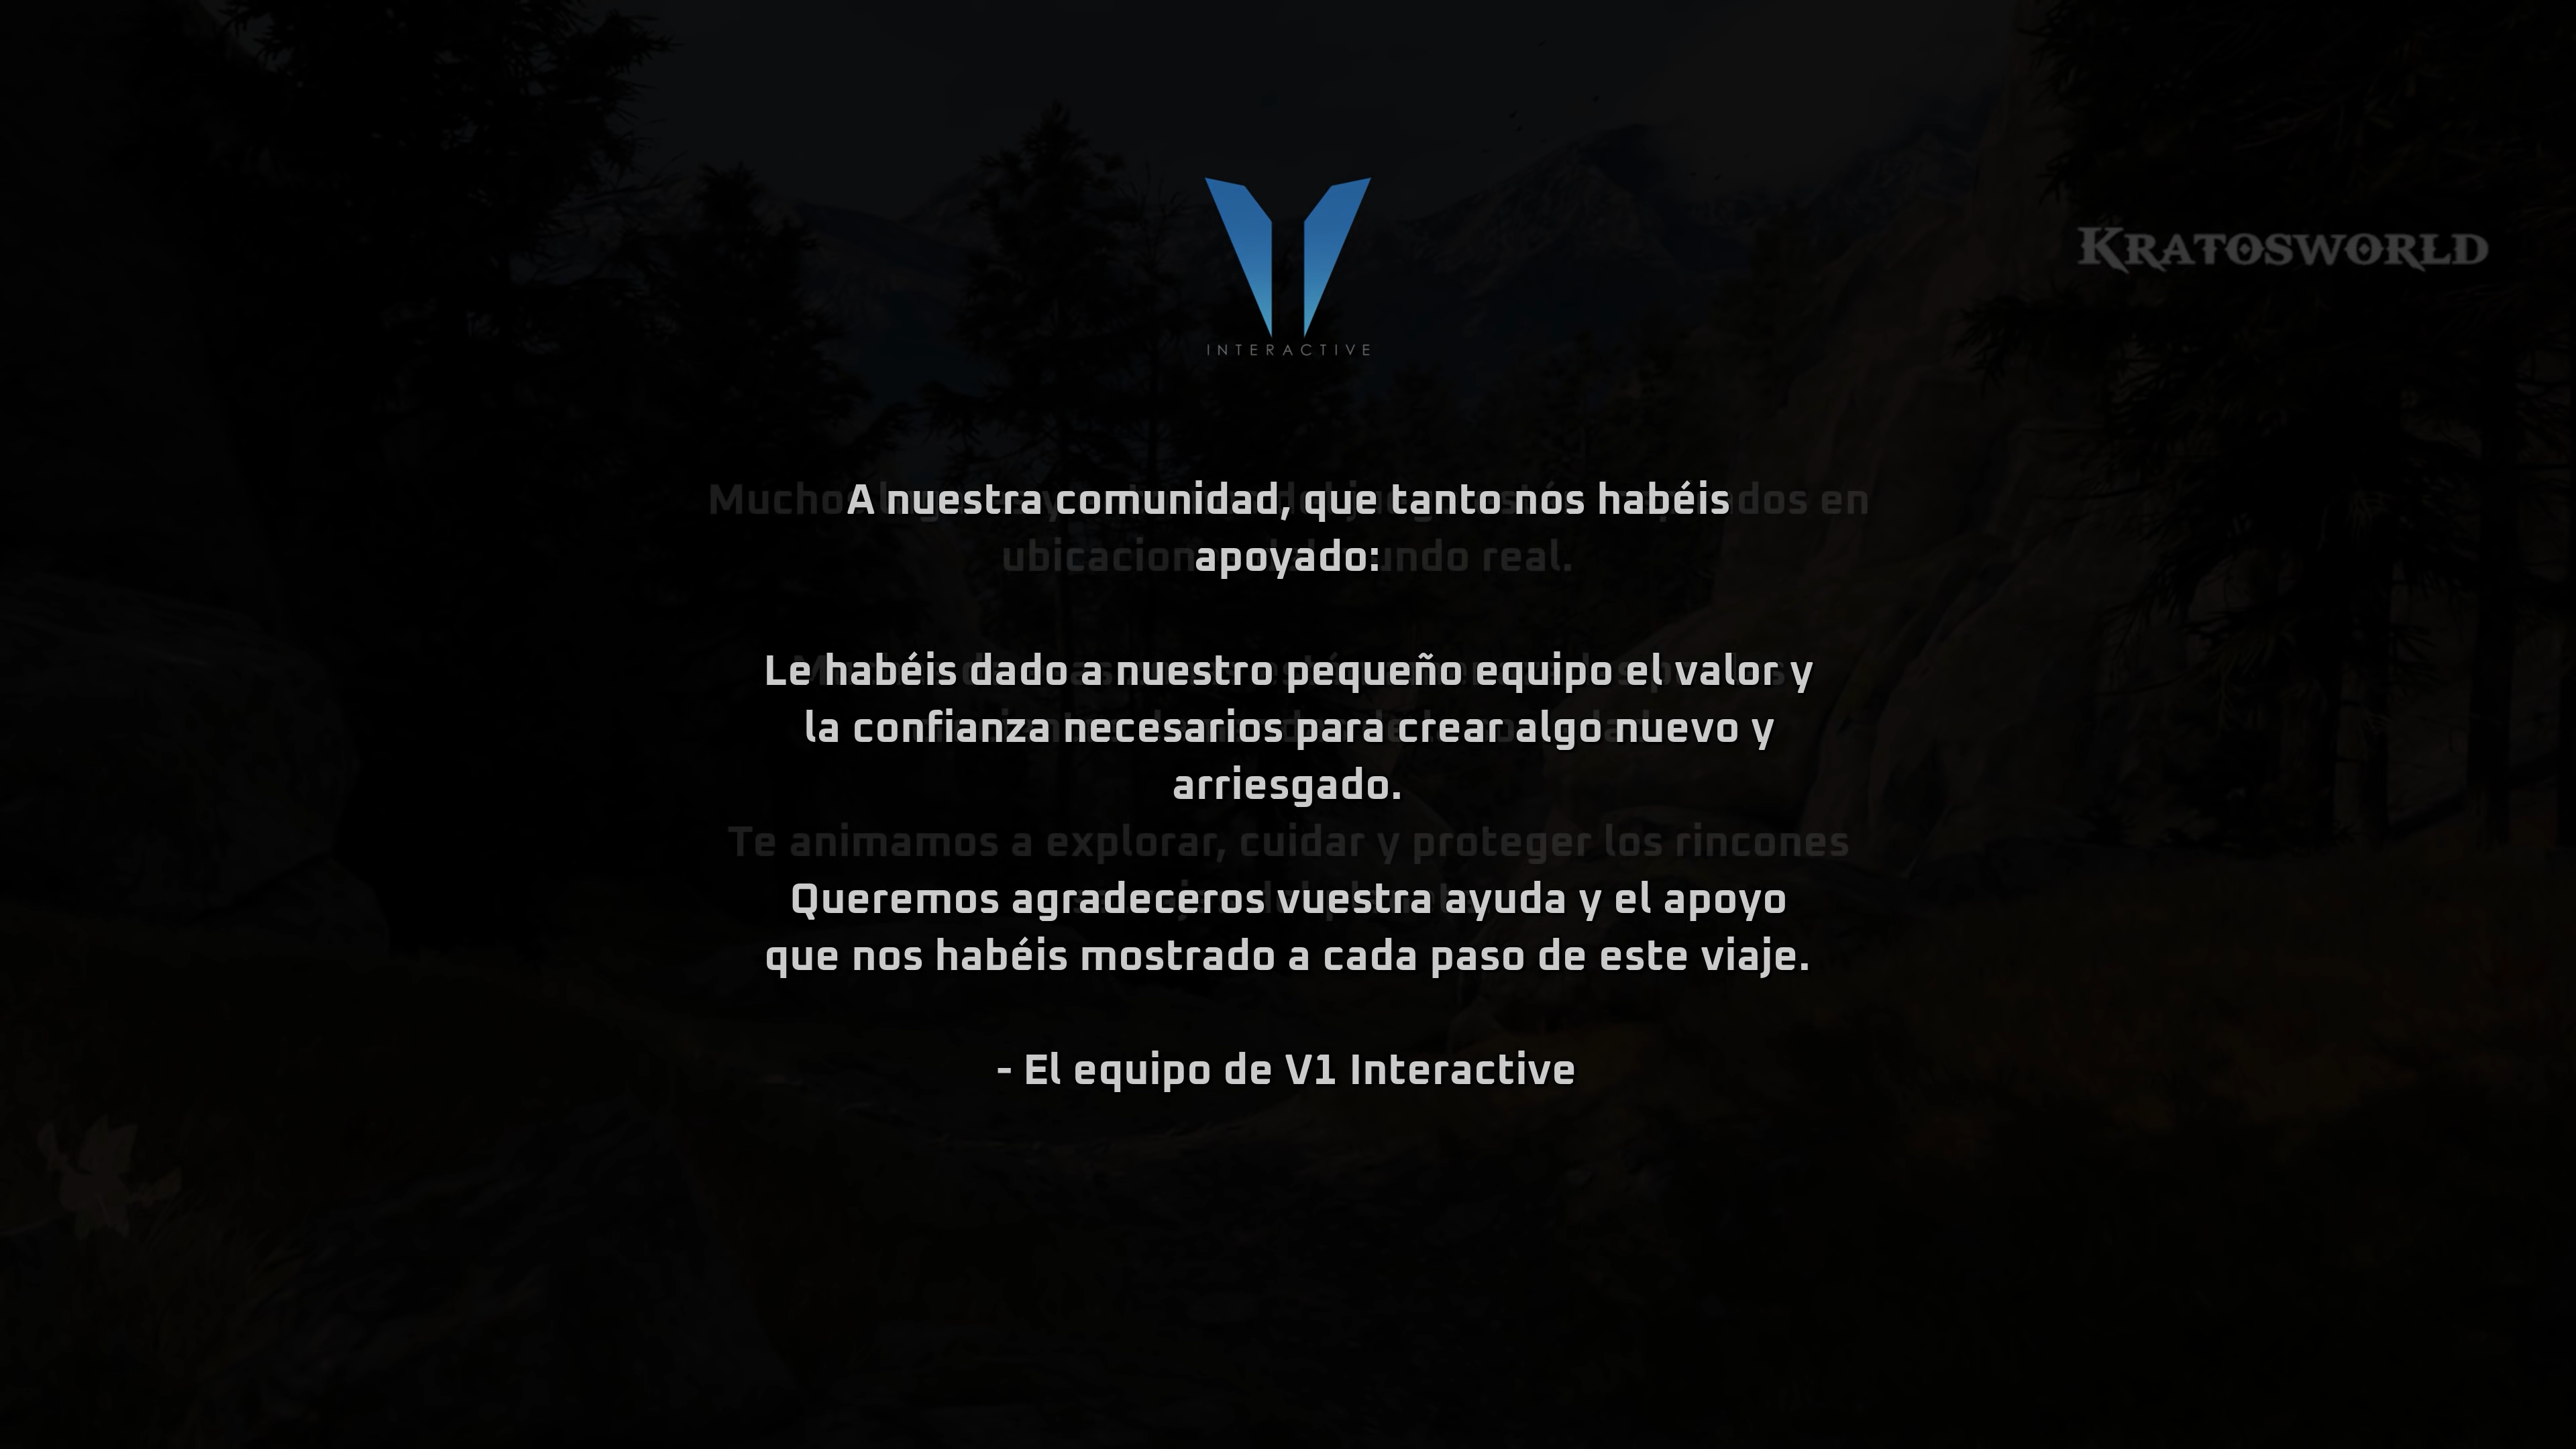 INTERACTIVE
KRATOSWORLD
A nuestra comunidad, que tanto nos habéis
apoyado:
Le habéis dado a nuestro pequeño equipo el valor y
la confianza necesarios para crear algo nuevo y
arriesgado.
Te animamos a explorar, cuidar y proteger los rincones
Queremos agradeceros vuestra ayuda y el apoyo
que nos habéis mostrado a cada paso de este viaje.
- El equipo de V1 Interactive